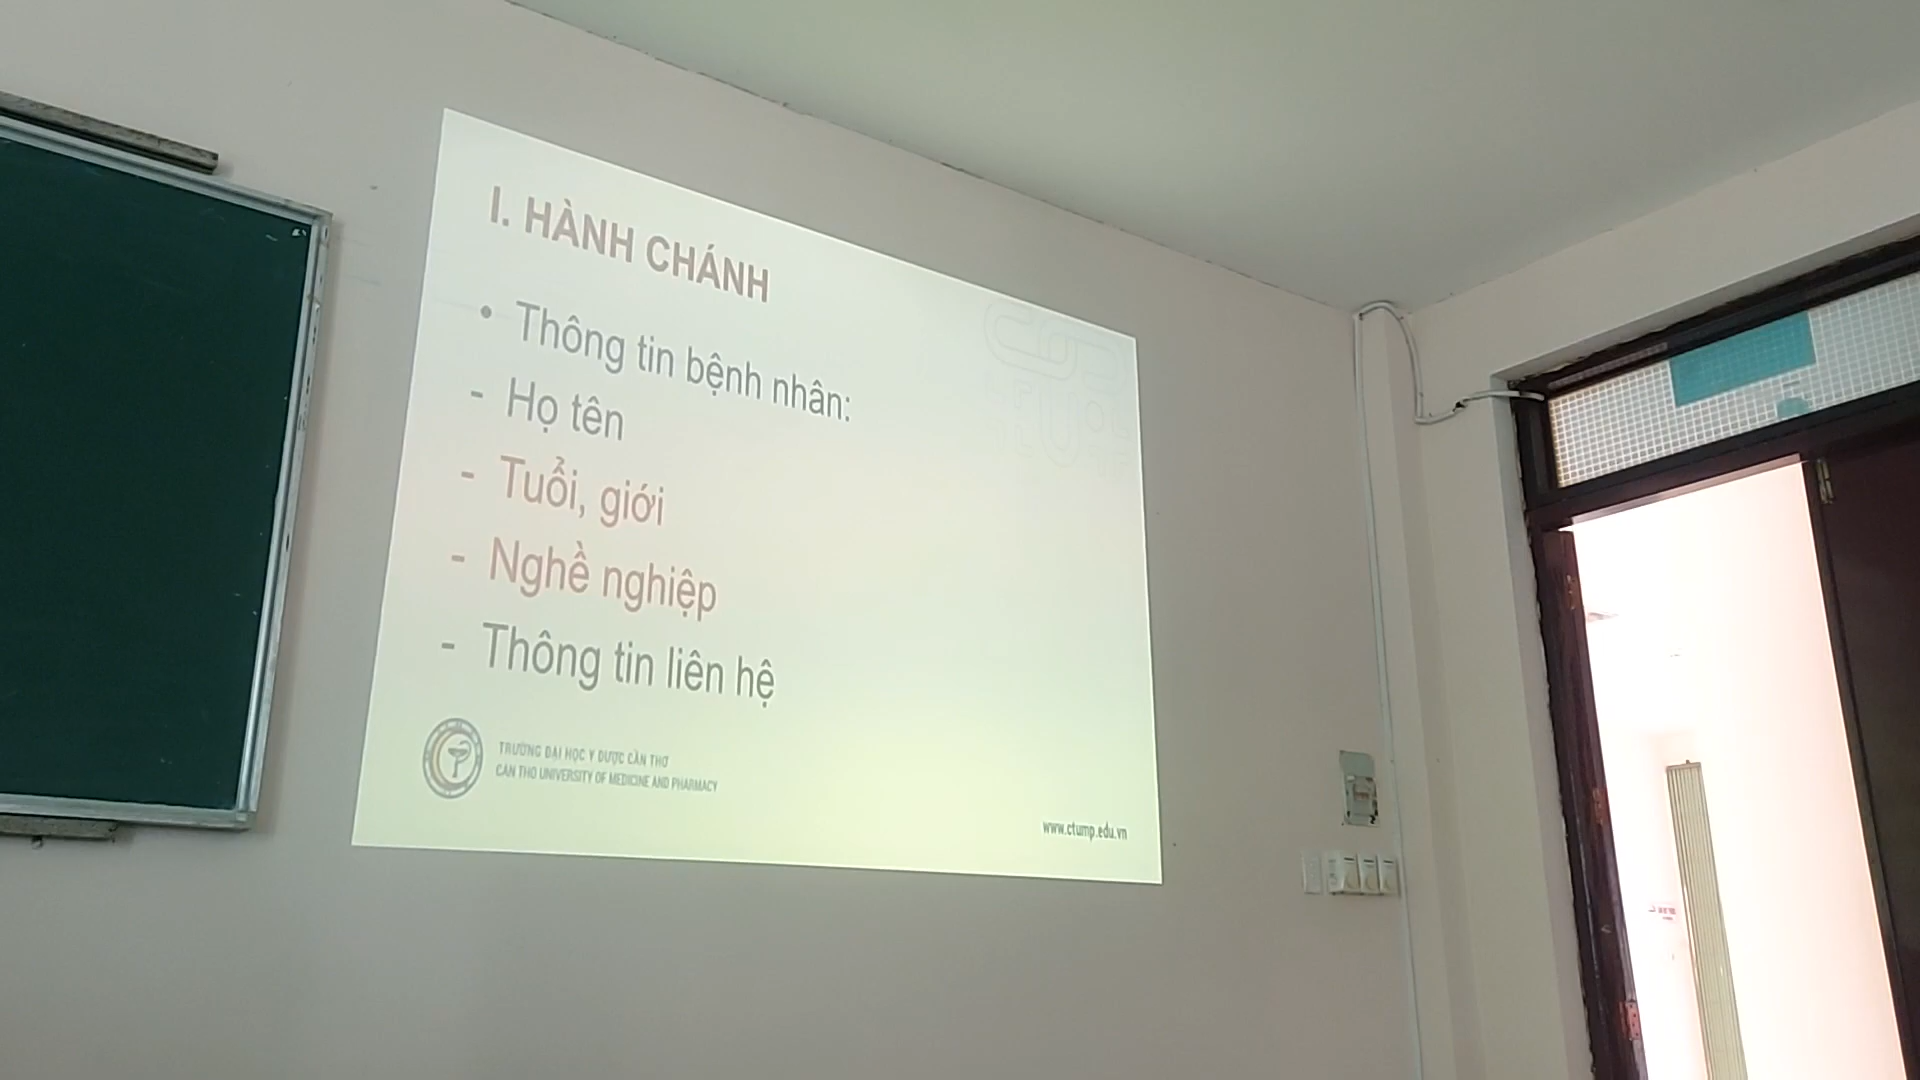 I. HÀNH CHÁNH
• Thông tin bệnh nhân:
- Họ tên
- Tuổi, giới
- Nghề nghiệp
- Thông tin liên hệ
TRƯỜNG ĐẠI HỌC Y DƯỢC CẦN THƠ
CAN THO UNIVERSITY OF MEDICINE AND PHARMACY
www.ctump.edu.vn